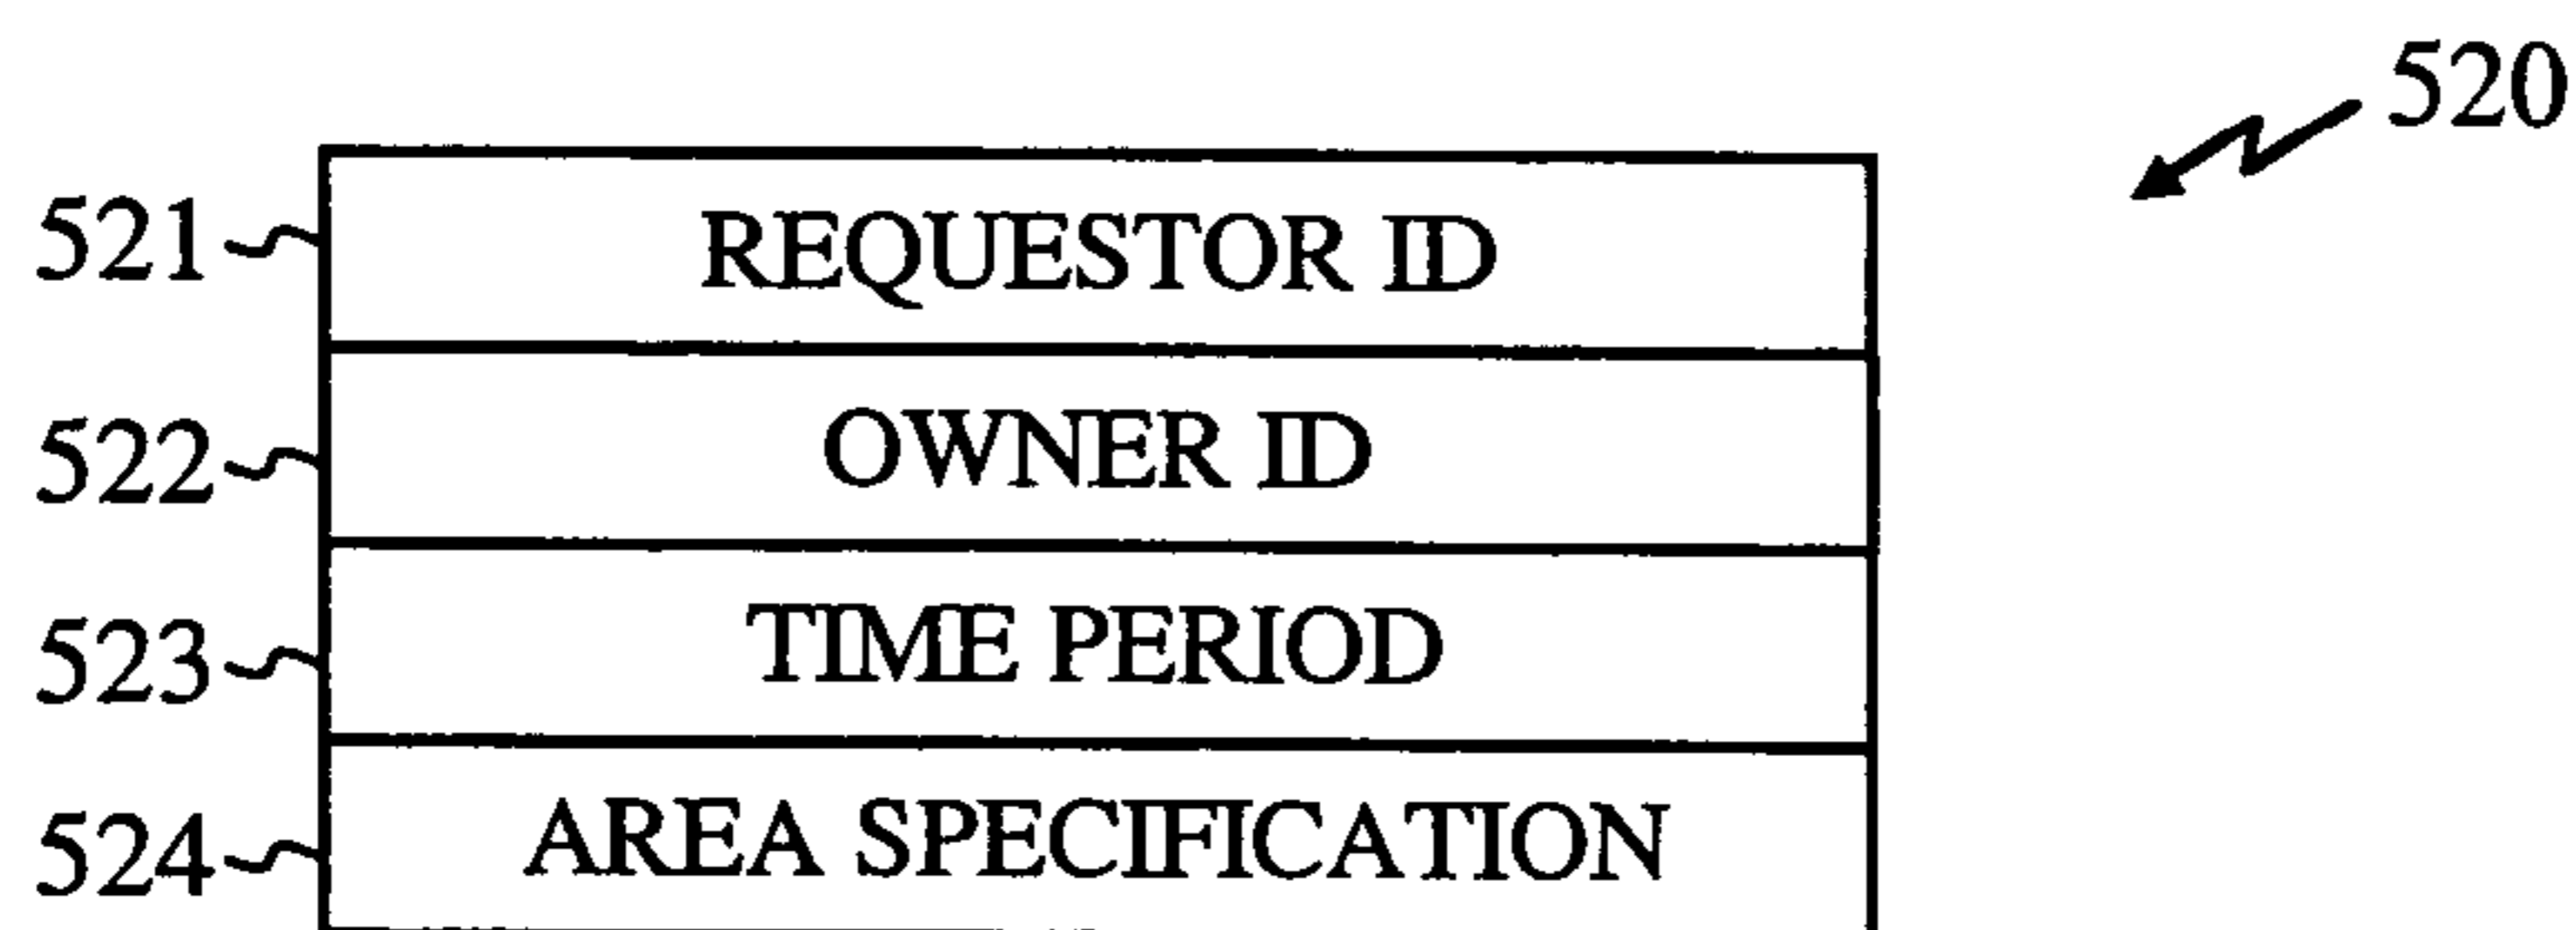 520
521 REQUESTOR ID
522 OWNER ID
523 TIME PERIOD
524 AREA SPECIFICATION